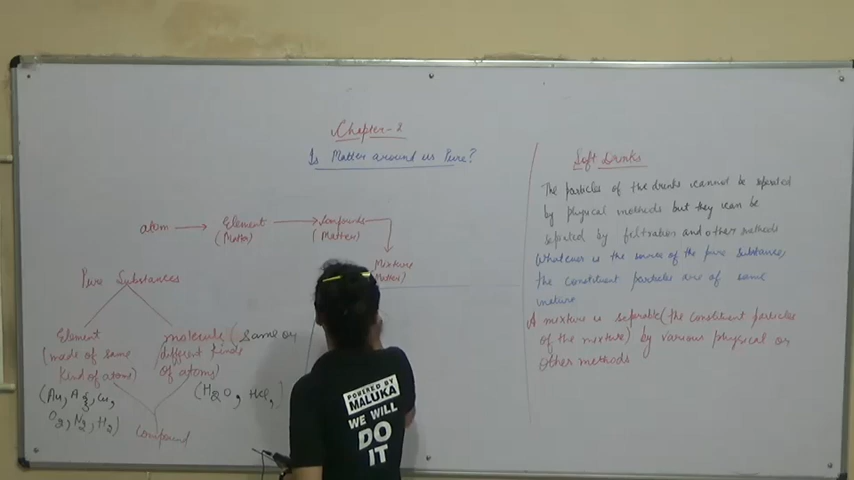 Chapter-2
Is Matter around us Pure?
atom → Element → Compounds
(Matter) (Matter)
Mixture
Matter)
Pure Substances
Element
(made of same
kind of atoms)
(Au, Ag, Cu,
O2, N2, H2)
molecule (same or
different kinds
of atoms)
(H2O, HCl,
Compound
POWERED BY
MALUKA
WE WILL
DO
IT
Soft Drinks
The particles of the drinks cannot be seperated
by physical methods but they can be
seperated by filtration and other methods
Whatever is the source of the pure substance,
the constituent particles are of same
nature
A mixture is separable (the constituent particles
of the mixture) by various physical or
other methods